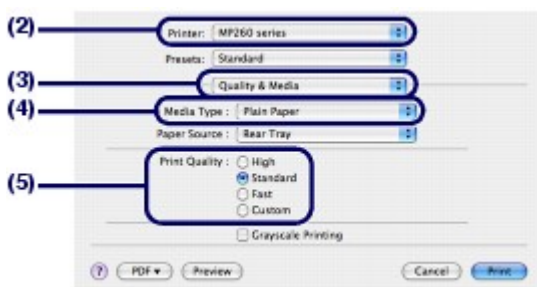 (2) Printer: MP260 series
Presets: Standard
(3) Quality & Media
(4) Media Type : Plain Paper
Paper Source : Rear Tray
(5) Print Quality : High
Standard
Fast
Custom
Grayscale Printing
? PDF ▾ Preview Cancel Print